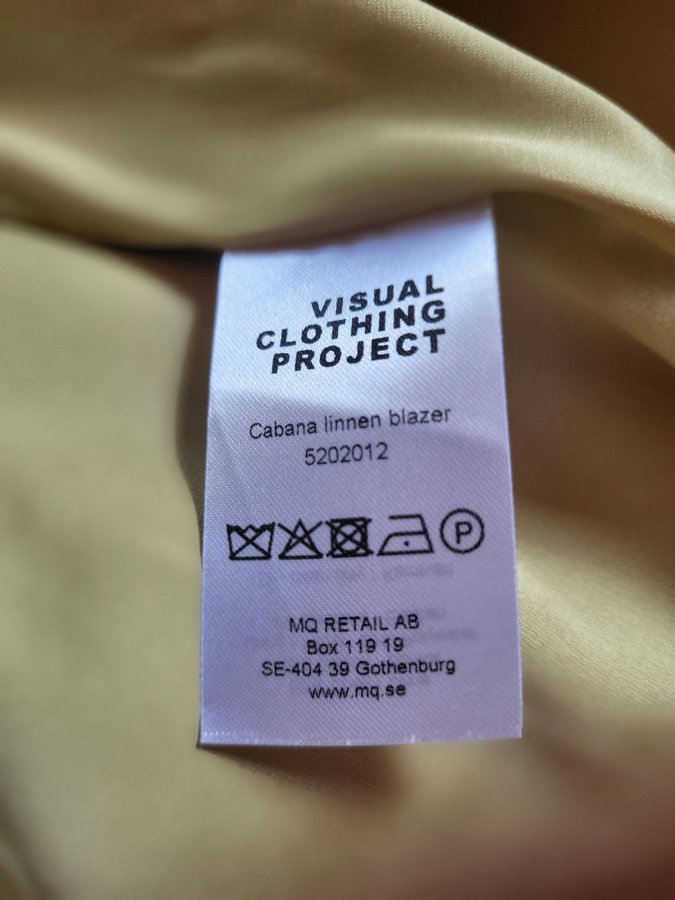 VISUAL
CLOTHING
PROJECT
Cabana linnen blazer
5202012
P
MQ RETAIL AB
Box 119 19
SE-404 39 Gothenburg
www.mq.se